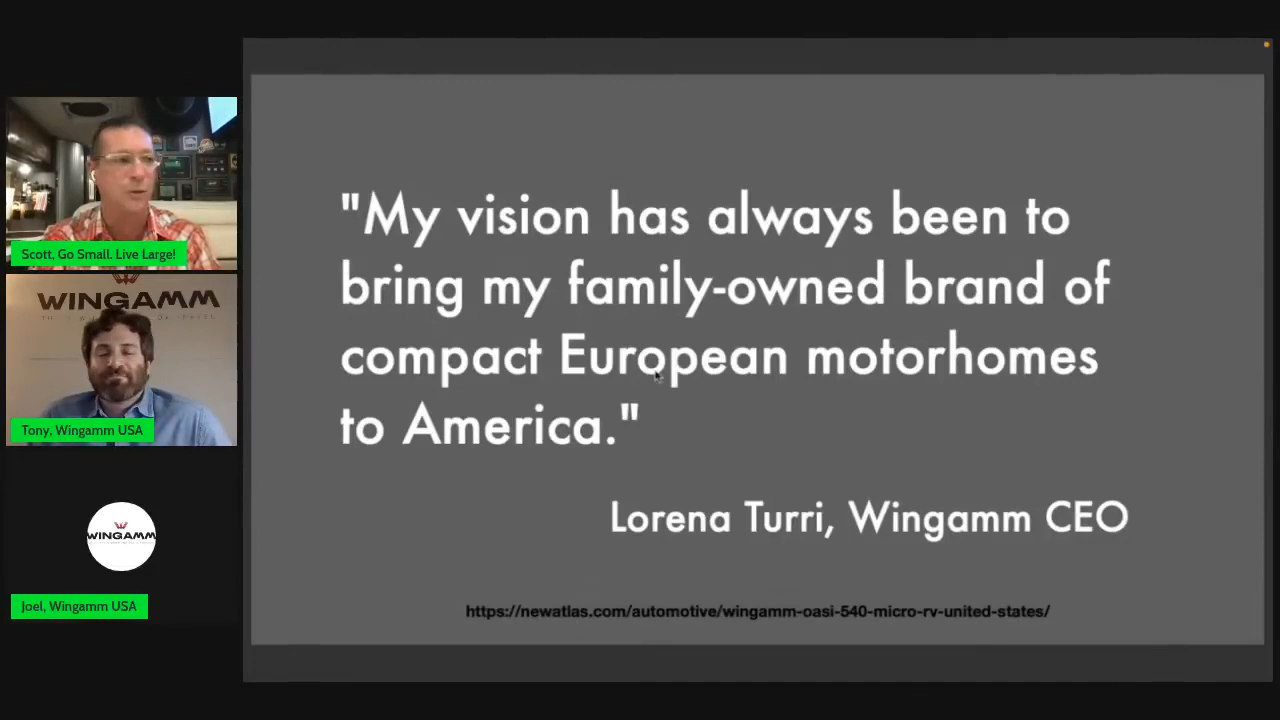 Scott, Go Small. Live Large!
WINGAMM
Tony, Wingamm USA
WINGAMM
Joel, Wingamm USA
"My vision has always been to
bring my family-owned brand of
compact European motorhomes
to America."
Lorena Turri, Wingamm CEO
https://newatlas.com/automotive/wingamm-oasi-540-micro-rv-united-states/